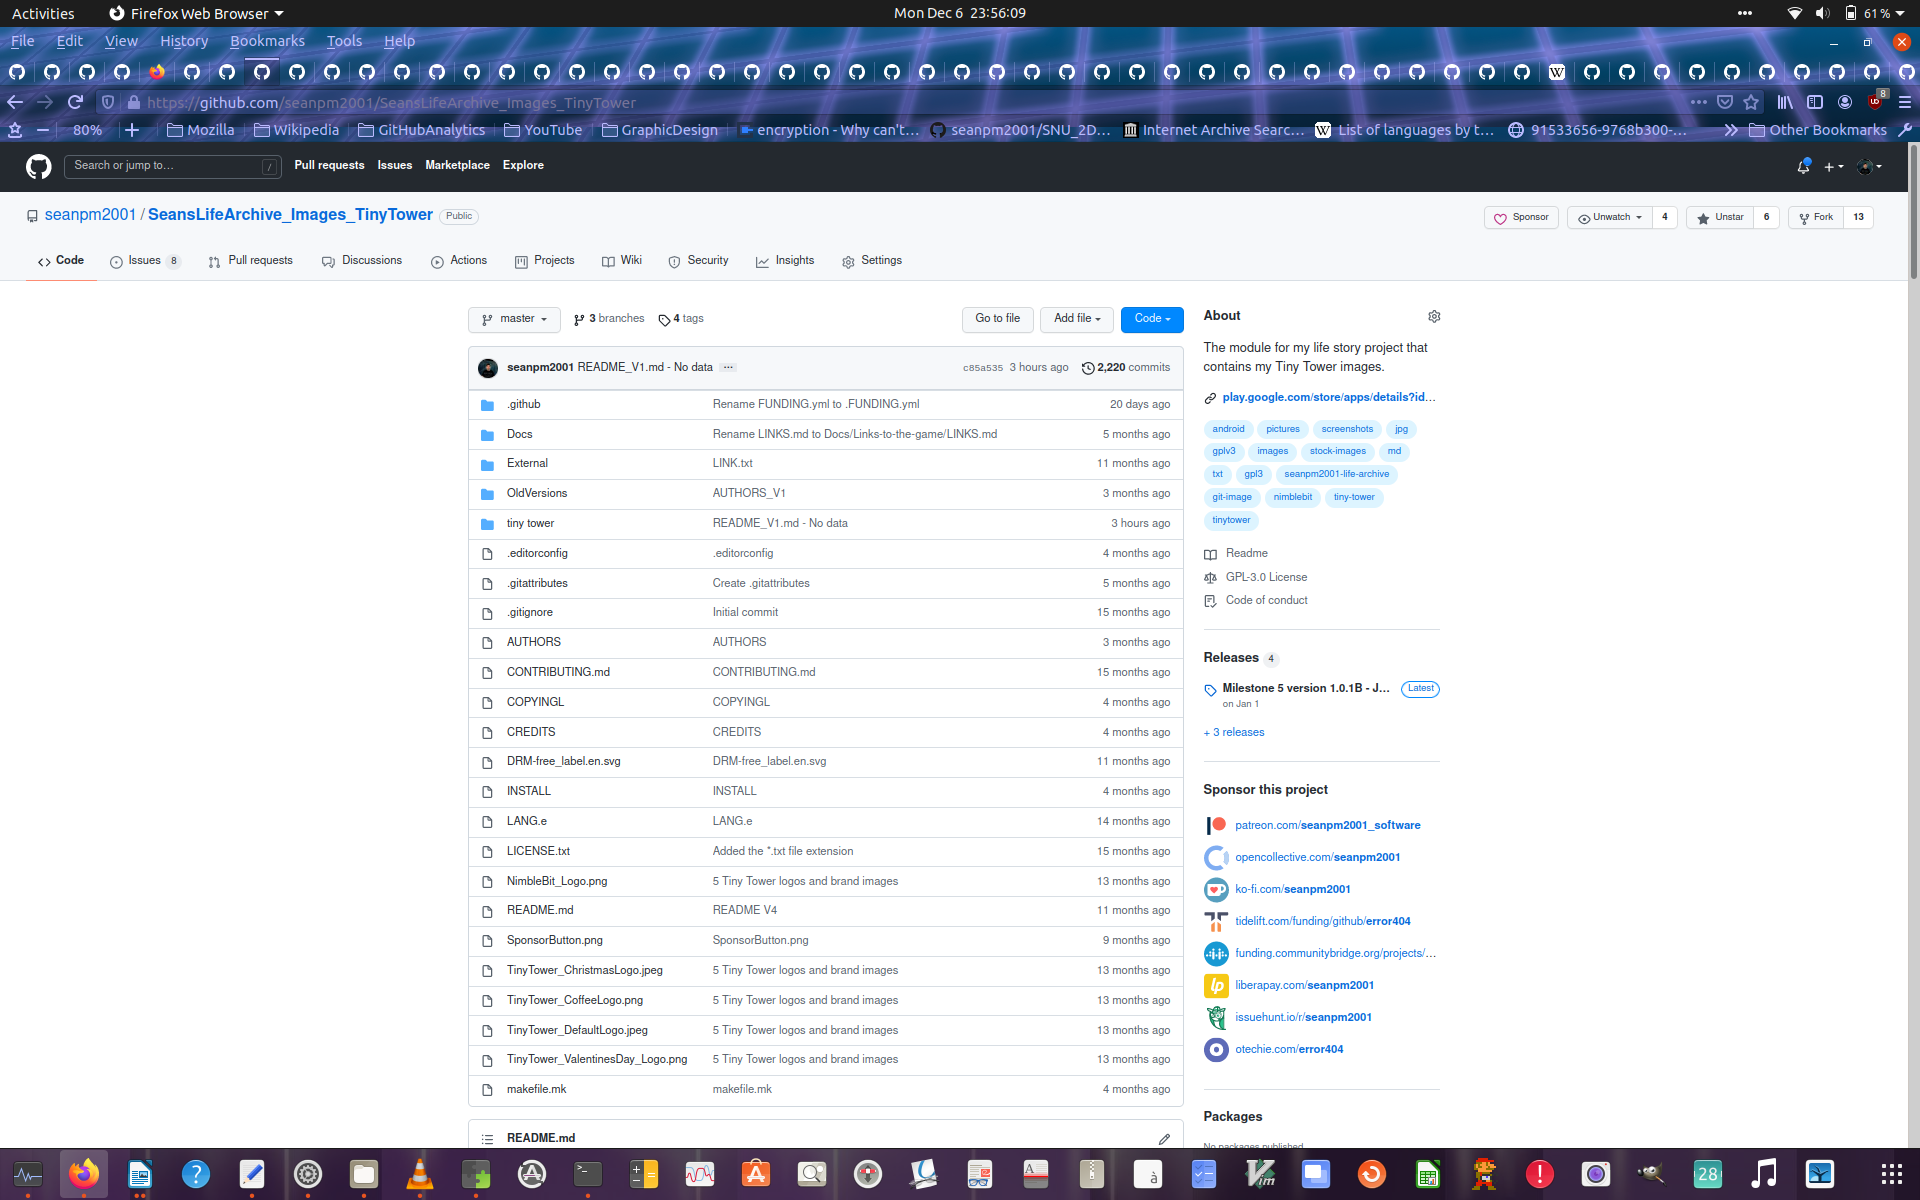 Activities Firefox Web Browser Mon Dec 6 23:56:09 61 %
File Edit View History Bookmarks Tools Help
https://github.com/seanpm2001/SeansLifeArchive_Images_TinyTower 8
80% Mozilla Wikipedia GitHubAnalytics YouTube GraphicDesign encryption - Why can't... seanpm2001/SNU_2D... Internet Archive Searc... List of languages by t... 91533656-9768b300-... Other Bookmarks
Search or jump to... / Pull requests Issues Marketplace Explore
seanpm2001 / SeansLifeArchive_Images_TinyTower Public
Sponsor Unwatch 4 Unstar 6 Fork 13
Code Issues 8 Pull requests Discussions Actions Projects Wiki Security Insights Settings
master 3 branches 4 tags Go to file Add file Code
seanpm2001 README_V1.md - No data ... c85a535 3 hours ago 2,220 commits
.github Rename FUNDING.yml to .FUNDING.yml 20 days ago
Docs Rename LINKS.md to Docs/Links-to-the-game/LINKS.md 5 months ago
External LINK.txt 11 months ago
OldVersions AUTHORS_V1 3 months ago
tiny tower README_V1.md - No data 3 hours ago
.editorconfig .editorconfig 4 months ago
.gitattributes Create .gitattributes 5 months ago
.gitignore Initial commit 15 months ago
AUTHORS AUTHORS 3 months ago
CONTRIBUTING.md CONTRIBUTING.md 15 months ago
COPYINGL COPYINGL 4 months ago
CREDITS CREDITS 4 months ago
DRM-free_label.en.svg DRM-free_label.en.svg 11 months ago
INSTALL INSTALL 4 months ago
LANG.e LANG.e 14 months ago
LICENSE.txt Added the *.txt file extension 15 months ago
NimbleBit_Logo.png 5 Tiny Tower logos and brand images 13 months ago
README.md README V4 11 months ago
SponsorButton.png SponsorButton.png 9 months ago
TinyTower_ChristmasLogo.jpeg 5 Tiny Tower logos and brand images 13 months ago
TinyTower_CoffeeLogo.png 5 Tiny Tower logos and brand images 13 months ago
TinyTower_DefaultLogo.jpeg 5 Tiny Tower logos and brand images 13 months ago
TinyTower_ValentinesDay_Logo.png 5 Tiny Tower logos and brand images 13 months ago
makefile.mk makefile.mk 4 months ago
README.md
About
The module for my life story project that
contains my Tiny Tower images.
play.google.com/store/apps/details?id...
android pictures screenshots jpg
gplv3 images stock-images md
txt gpl3 seanpm2001-life-archive
git-image nimblebit tiny-tower
tinytower
Readme
GPL-3.0 License
Code of conduct
Releases 4
Milestone 5 version 1.0.1B - J... Latest
on Jan 1
+ 3 releases
Sponsor this project
patreon.com/seanpm2001_software
opencollective.com/seanpm2001
ko-fi.com/seanpm2001
tidelift.com/funding/github/error404
funding.communitybridge.org/projects/...
liberapay.com/seanpm2001
issuehunt.io/r/seanpm2001
otechie.com/error404
Packages
No packages published
28